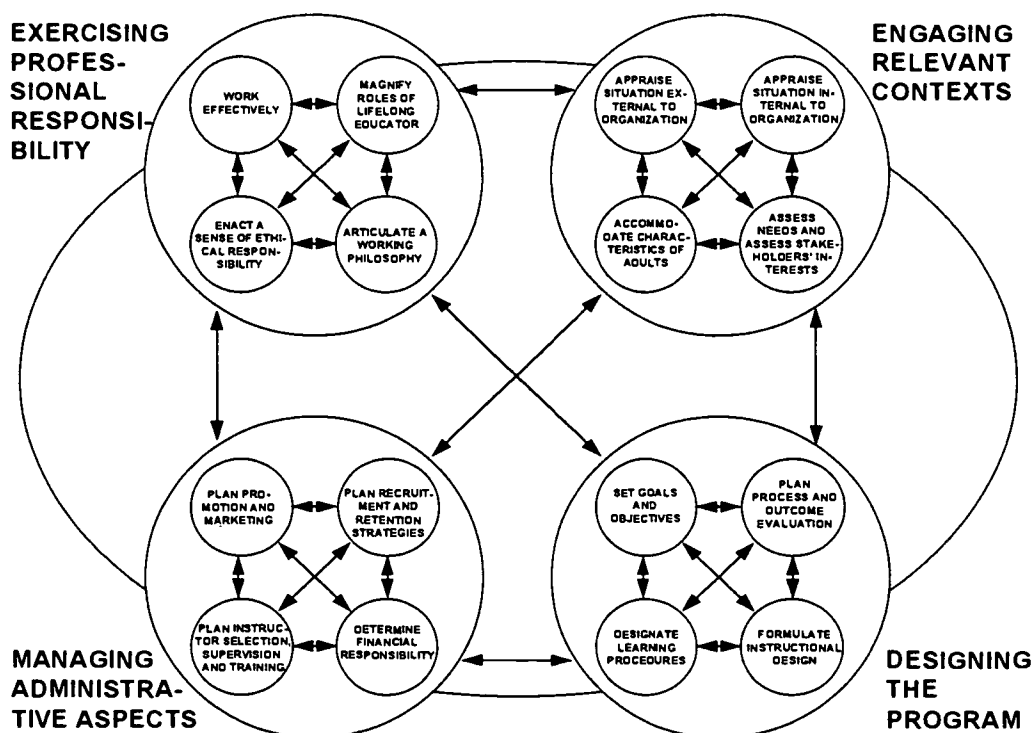 EXERCISING
PROFES-
SIONAL
RESPONSI-
BILITY
WORK
EFFECTIVELY
MAGNIFY
ROLES OF
LIFELONG
EDUCATOR
ENACT A
SENSE OF ETHI-
CAL RESPON-
SIBILITY
ARTICULATE A
WORKING
PHILOSOPHY
ENGAGING
RELEVANT
CONTEXTS
APPRAISE
SITUATION EX-
TERNAL TO
ORGANIZATION
APPRAISE
SITUATION IN-
TERNAL TO
ORGANIZATION
ACCOMMO-
DATE CHARAC-
TERISTICS OF
ADULTS
ASSESS
NEEDS AND
ASSESS STAKE-
HOLDERS' IN-
TERESTS
MANAGING
ADMINISTRA-
TIVE ASPECTS
PLAN PRO-
MOTION AND
MARKETING
PLAN RECRUIT-
MENT AND
RETENTION
STRATEGIES
PLAN INSTRUC-
TOR SELECTION,
SUPERVISION
AND TRAINING
DETERMINE
FINANCIAL
RESPONSIBILITY
DESIGNING
THE
PROGRAM
SET GOALS
AND
OBJECTIVES
PLAN
PROCESS AND
OUTCOME
EVALUATION
DESIGNATE
LEARNING
PROCEDURES
FORMULATE
INSTRUCTIONAL
DESIGN